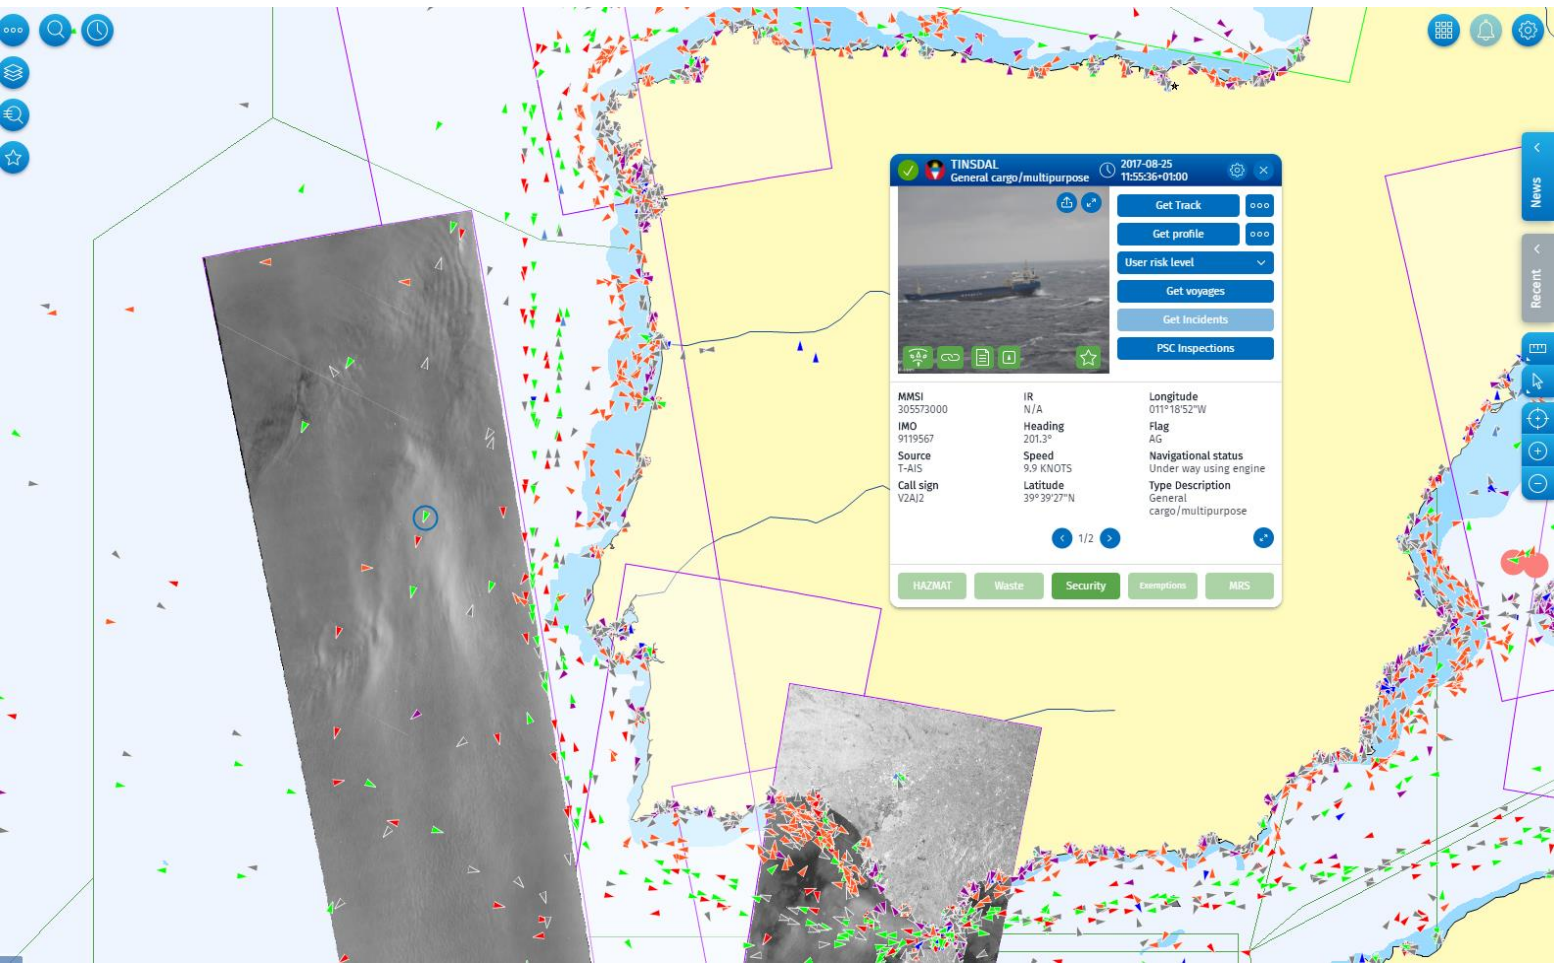 TINSDAL
General cargo/multipurpose
2017-08-25
11:55:36+01:00
Get Track
Get profile
User risk level
Get voyages
Get Incidents
PSC Inspections
MMSI
305573000
IR
N/A
Longitude
011°18'52"W
IMO
9119567
Heading
201.3°
Flag
AG
Source
T-AIS
Speed
9.9 KNOTS
Navigational status
Under way using engine
Call sign
V2AJ2
Latitude
39°39'27"N
Type Description
General
cargo/multipurpose
1/2
HAZMAT
Waste
Security
Exemptions
MRS
News
Recent